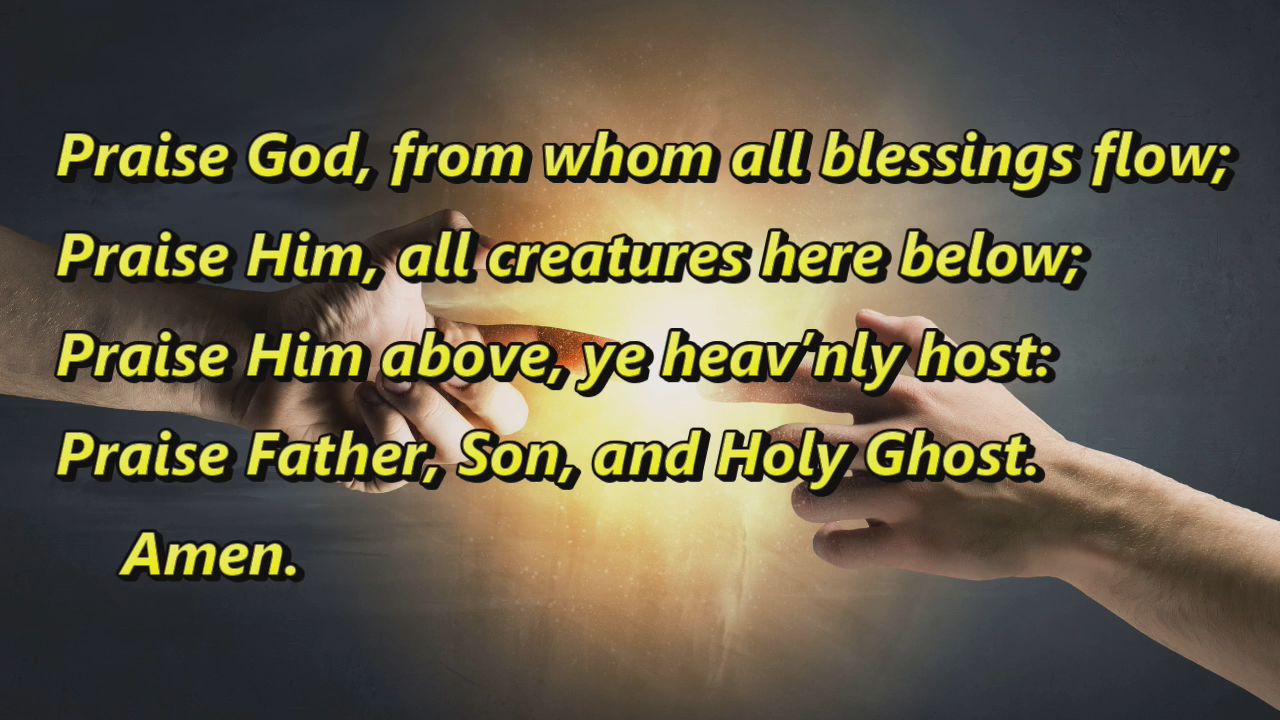 Praise God, from whom all blessings flow;
Praise Him, all creatures here below;
Praise Him above, ye heav’nly host:
Praise Father, Son, and Holy Ghost.
Amen.